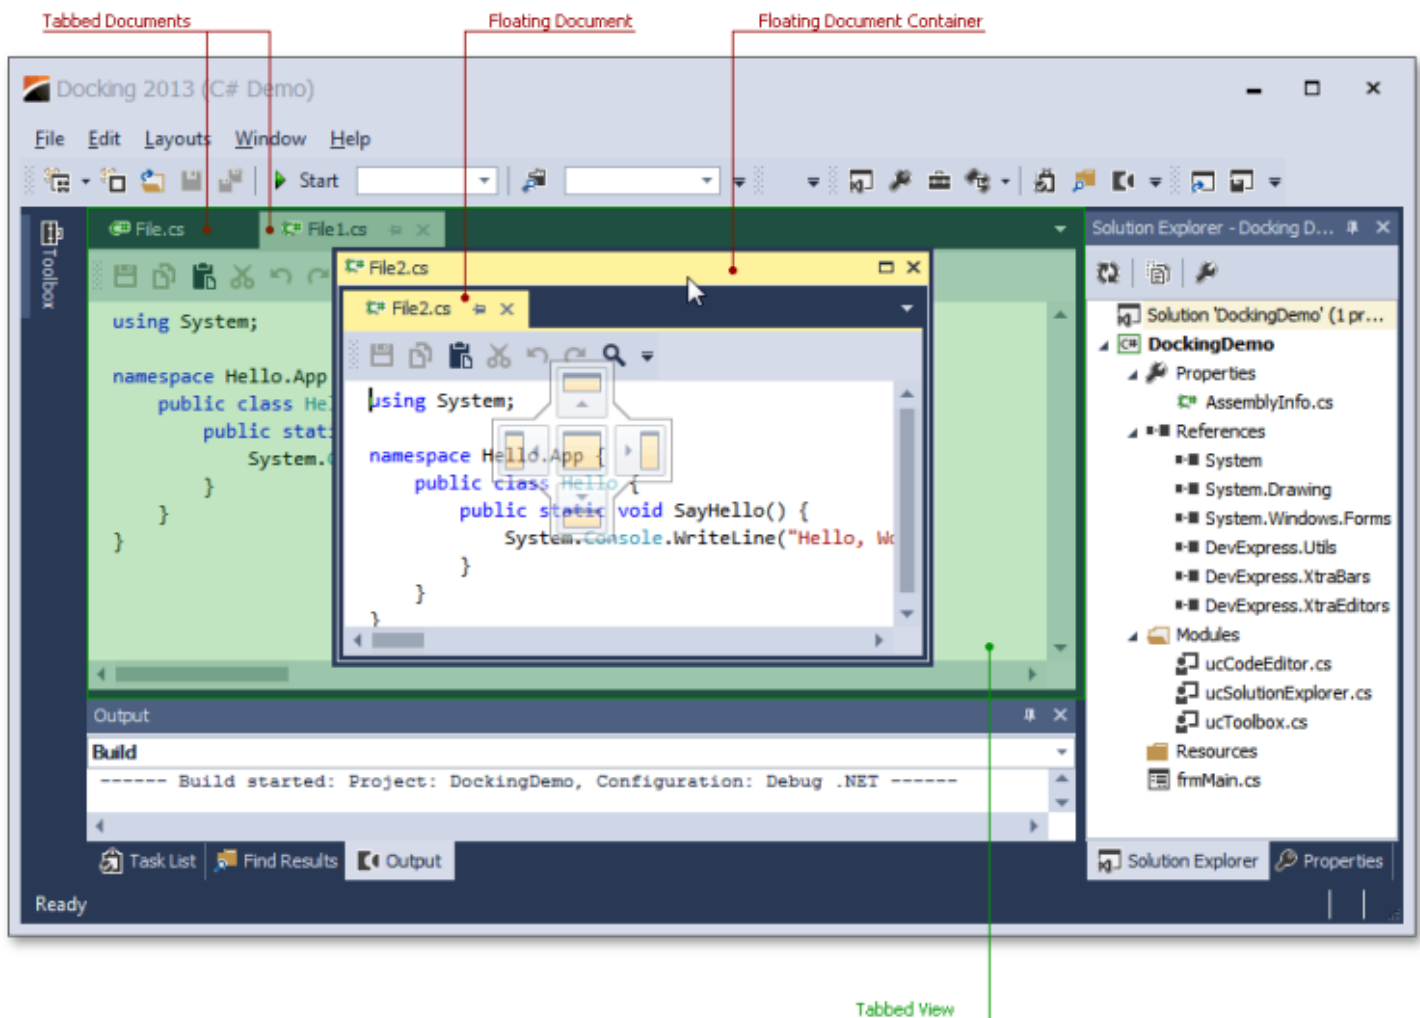 Tabbed Documents
Floating Document
Floating Document Container
Docking 2013 (C# Demo)
File Edit Layouts Window Help
Start
Toolbox
File.cs
File1.cs
using System;
namespace Hello.App
public class He
public stati
System.
}
}
}
File2.cs
File2.cs
using System;
namespace Hello.App {
public class Hello {
public static void SayHello() {
System.Console.WriteLine("Hello, Wo
}
}
}
Solution Explorer - Docking D...
Solution 'DockingDemo' (1 pr...
C# DockingDemo
Properties
C# AssemblyInfo.cs
References
System
System.Drawing
System.Windows.Forms
DevExpress.Utils
DevExpress.XtraBars
DevExpress.XtraEditors
Modules
ucCodeEditor.cs
ucSolutionExplorer.cs
ucToolbox.cs
Resources
frmMain.cs
Output
Build
------ Build started: Project: DockingDemo, Configuration: Debug .NET ------
Task List Find Results Output
Solution Explorer Properties
Ready
Tabbed View